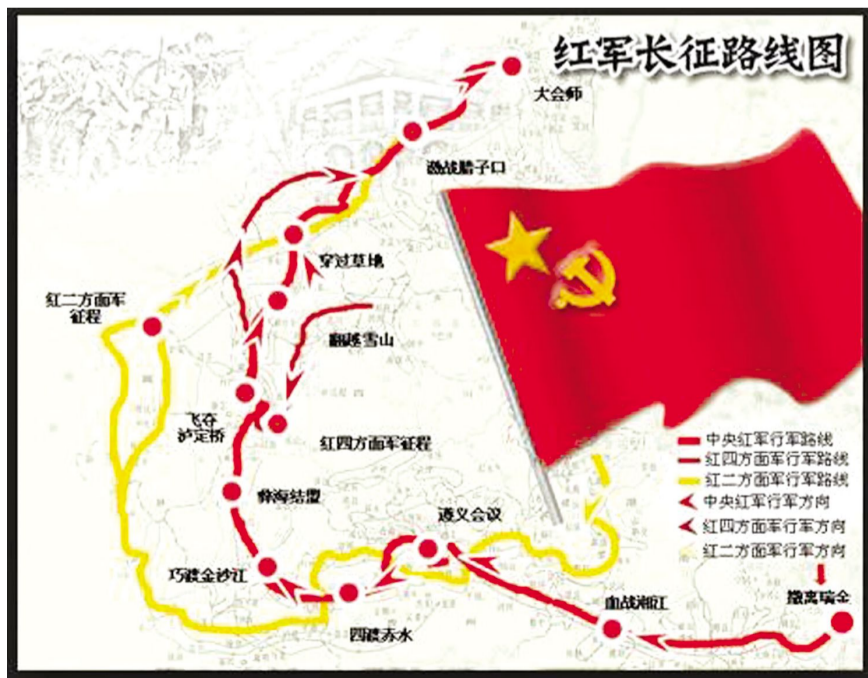 红军长征路线图
大会师
激战腊子口
穿过草地
红二方面军
征程
翻越雪山
飞夺
泸定桥
红四方面军征程
彝海结盟
遵义会议
巧渡金沙江
四渡赤水
血战湘江
撤离瑞金
中央红军行军路线
红四方面军行军路线
红二方面军行军路线
中央红军行军方向
红四方面军行军方向
红二方面军行军方向